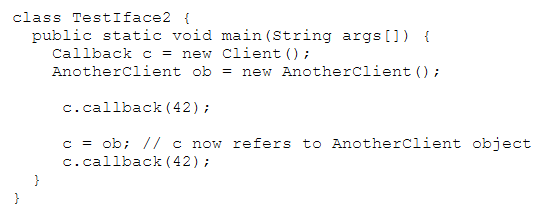 class TestIface2 {
  public static void main(String args[]) {
    Callback c = new Client();
    AnotherClient ob = new AnotherClient();

     c.callback(42);

     c = ob; // c now refers to AnotherClient object
     c.callback(42);
  }
}